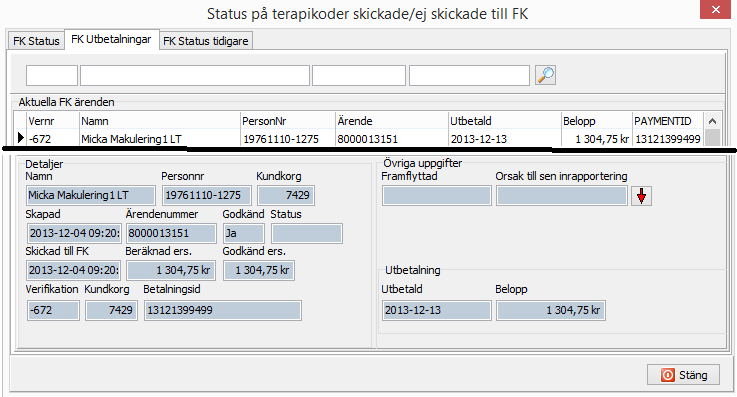 Status på terapikoder skickade/ej skickade till FK
FK Status FK Utbetalningar FK Status tidigare
Aktuella FK ärenden
Vernr Namn PersonNr Ärende Utbetald Belopp PAYMENTID
-672 Micka Makulering1 LT 19761110-1275 8000013151 2013-12-13 1 304,75 kr 13121399499
Detaljer Övriga uppgifter
Namn Personnr Kundkorg Framflyttad Orsak till sen inrapportering
Micka Makulering1 LT 19761110-1275 7429
Skapad Ärendenummer Godkänd Status
2013-12-04 09:20: 8000013151 Ja
Skickad till FK Beräknad ers. Godkänd ers.
2013-12-04 09:20: 1 304,75 kr 1 304,75 kr
Utbetalning
Verifikation Kundkorg Betalningsid Utbetald Belopp
-672 7429 13121399499 2013-12-13 1 304,75 kr
Stäng